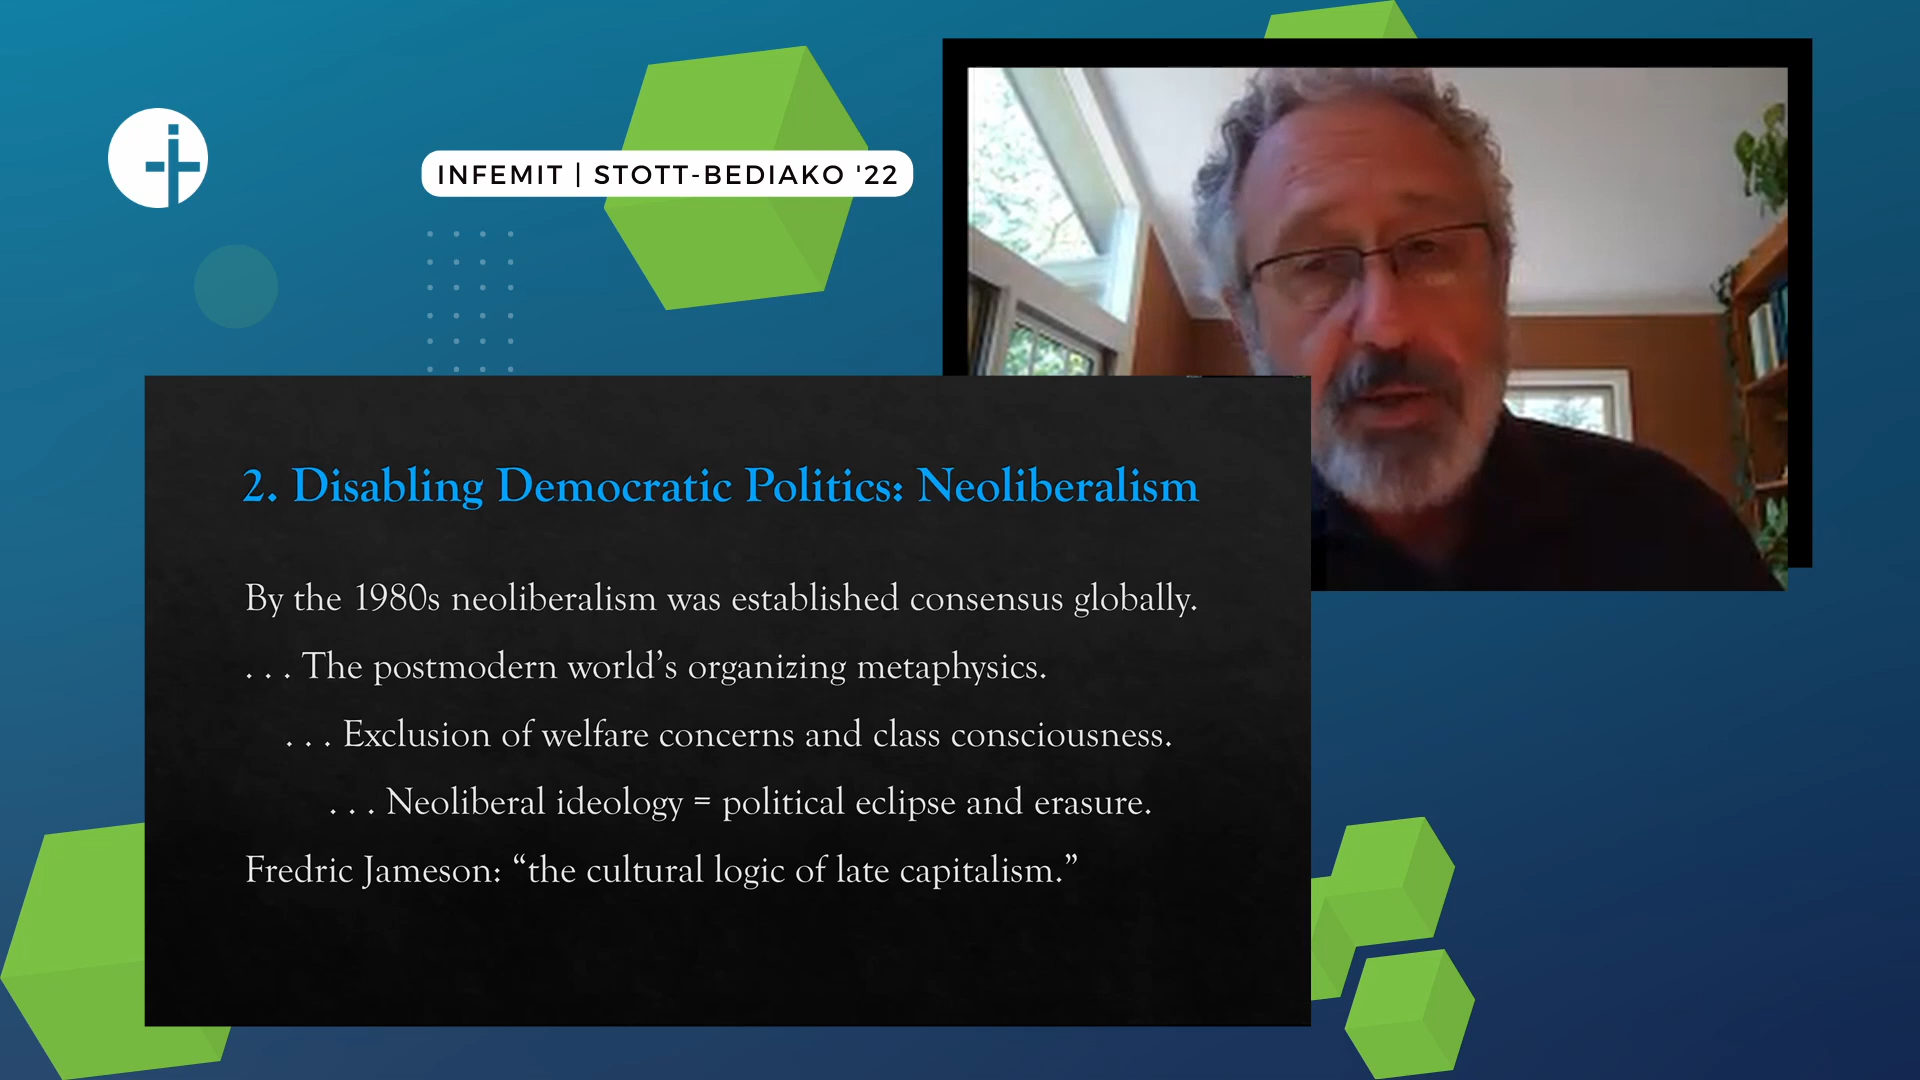 INFEMIT | STOTT-BEDIAKO '22
2. Disabling Democratic Politics: Neoliberalism
By the 1980s neoliberalism was established consensus globally.
. . . The postmodern world’s organizing metaphysics.
. . . Exclusion of welfare concerns and class consciousness.
. . . Neoliberal ideology = political eclipse and erasure.
Fredric Jameson: “the cultural logic of late capitalism.”